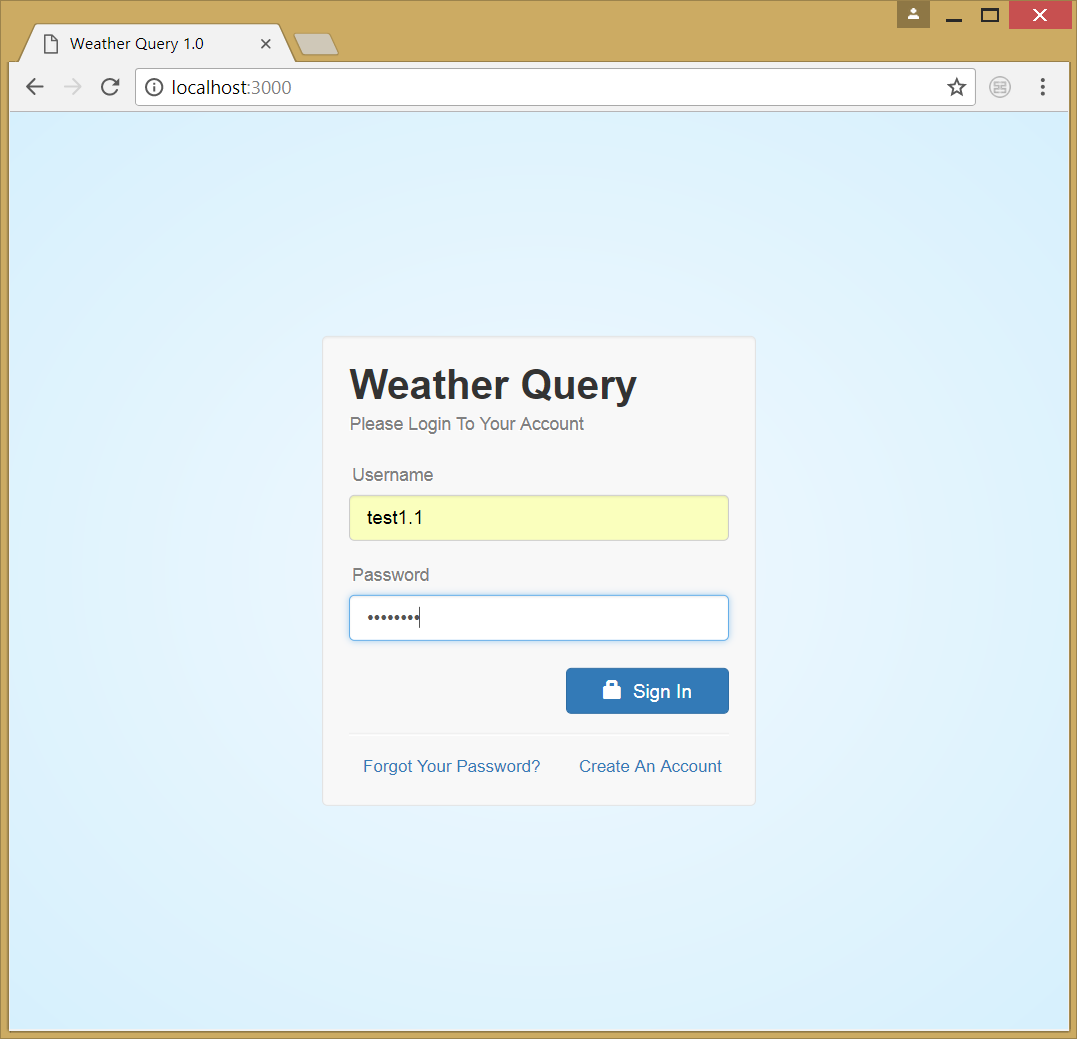 Weather Query 1.0
localhost:3000
Weather Query
Please Login To Your Account
Username
test1.1
Password
••••••••
Sign In
Forgot Your Password? Create An Account